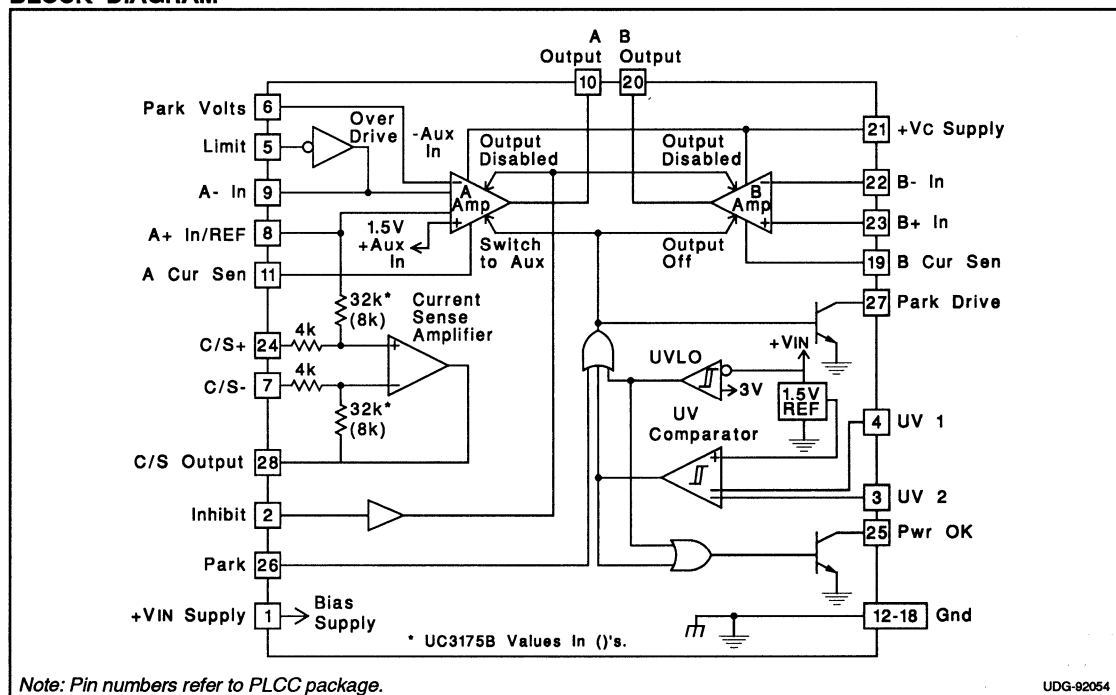 BLOCK DIAGRAM
A B
Output Output
10 20
Park Volts 6
Limit 5
A- In 9
A+ In/REF 8
A Cur Sen 11
C/S+ 24
C/S- 7
C/S Output 28
Inhibit 2
Park 26
+VIN Supply 1
Over
Drive
-Aux
In
Output
Disabled
Output
Disabled
A
Amp
B
Amp
1.5V
+Aux
In
Switch
to Aux
Output
Off
21 +VC Supply
22 B- In
23 B+ In
19 B Cur Sen
27 Park Drive
4 UV 1
3 UV 2
25 Pwr OK
12-18 Gnd
32k*
(8k)
4k
4k
32k*
(8k)
Current
Sense
Amplifier
UVLO
+VIN
3V
1.5V
REF
UV
Comparator
Bias
Supply
* UC3175B Values In ()'s.
Note: Pin numbers refer to PLCC package.
UDG-92054